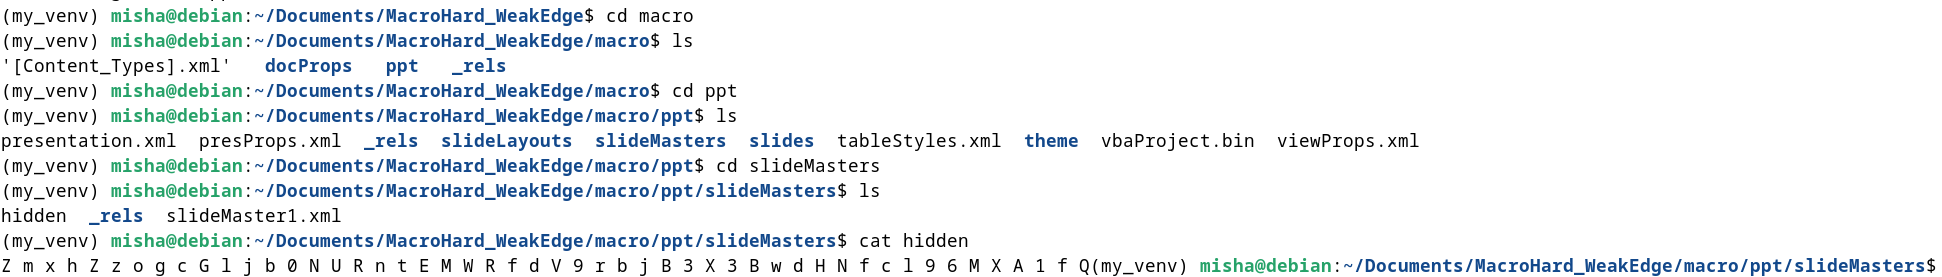 (my_venv) misha@debian:~/Documents/MacroHard_WeakEdge$ cd macro
(my_venv) misha@debian:~/Documents/MacroHard_WeakEdge/macro$ ls
'[Content_Types].xml'   docProps   ppt   _rels
(my_venv) misha@debian:~/Documents/MacroHard_WeakEdge/macro$ cd ppt
(my_venv) misha@debian:~/Documents/MacroHard_WeakEdge/macro/ppt$ ls
presentation.xml  presProps.xml  _rels  slideLayouts  slideMasters  slides  tableStyles.xml  theme  vbaProject.bin  viewProps.xml
(my_venv) misha@debian:~/Documents/MacroHard_WeakEdge/macro/ppt$ cd slideMasters
(my_venv) misha@debian:~/Documents/MacroHard_WeakEdge/macro/ppt/slideMasters$ ls
hidden  _rels  slideMaster1.xml
(my_venv) misha@debian:~/Documents/MacroHard_WeakEdge/macro/ppt/slideMasters$ cat hidden
Z m x h Z z o g c G l j b 0 N U R n t E M W R f d V 9 r b j B 3 X 3 B w d H N f c l 9 6 M X A 1 f Q(my_venv) misha@debian:~/Documents/MacroHard_WeakEdge/macro/ppt/slideMasters$